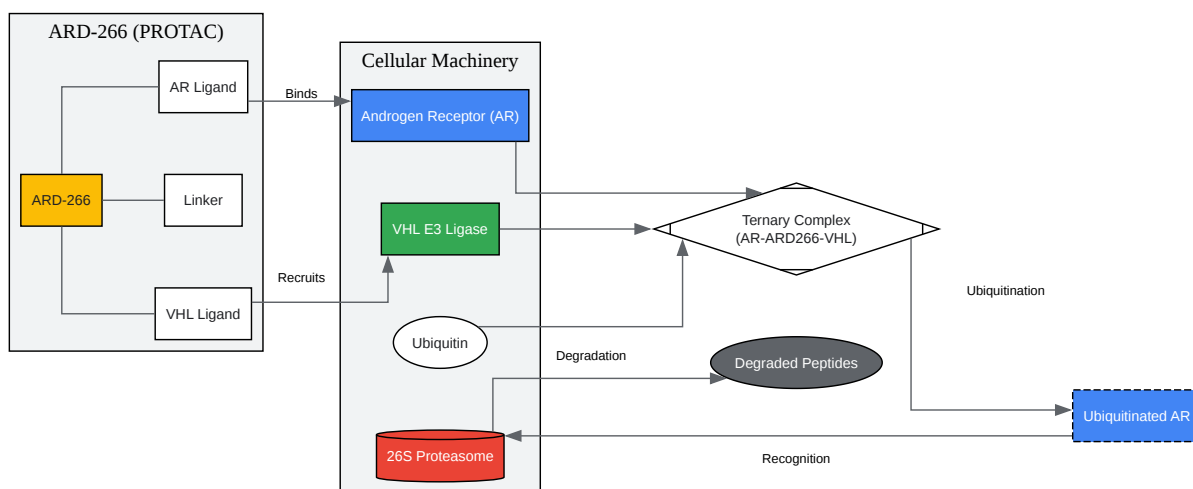 ARD-266 (PROTAC)
AR Ligand
ARD-266
Linker
VHL Ligand
Binds
Recruits
Cellular Machinery
Androgen Receptor (AR)
VHL E3 Ligase
Ubiquitin
26S Proteasome
Ternary Complex
(AR-ARD266-VHL)
Ubiquitination
Degradation
Degraded Peptides
Ubiquitinated AR
Recognition